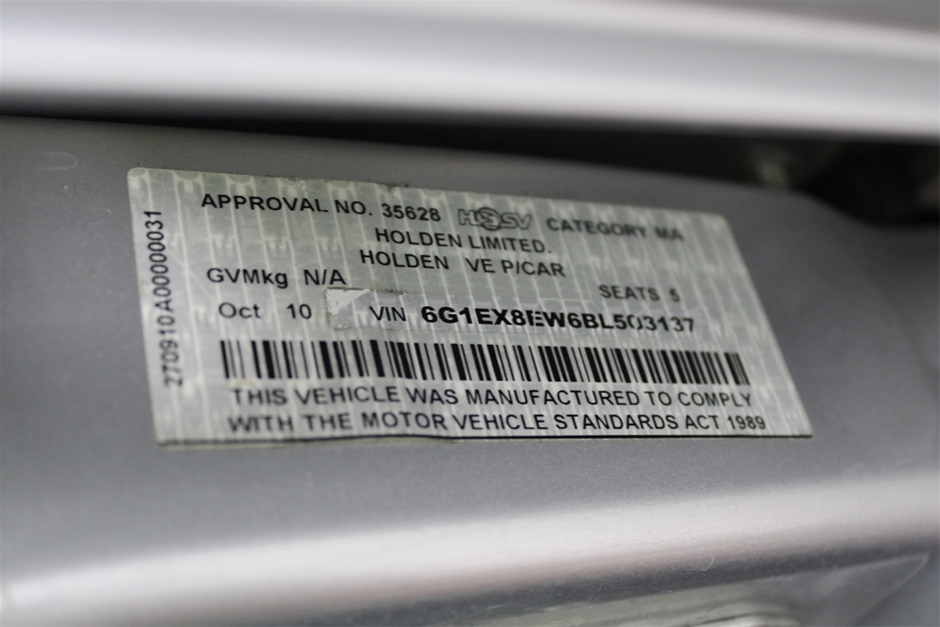 APPROVAL NO. 35628 HSV CATEGORY MA
HOLDEN LIMITED.
HOLDEN VE P/CAR
GVMkg N/A
SEATS 5
Oct 10 VIN 6G1EX8EW6BL503137
THIS VEHICLE WAS MANUFACTURED TO COMPLY
WITH THE MOTOR VEHICLE STANDARDS ACT 1989
270910A00000031